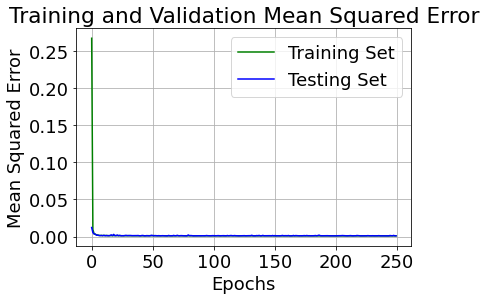 Training and Validation Mean Squared Error
Training Set
Testing Set
Mean Squared Error
0.25
0.20
0.15
0.10
0.05
0.00
0 50 100 150 200 250
Epochs